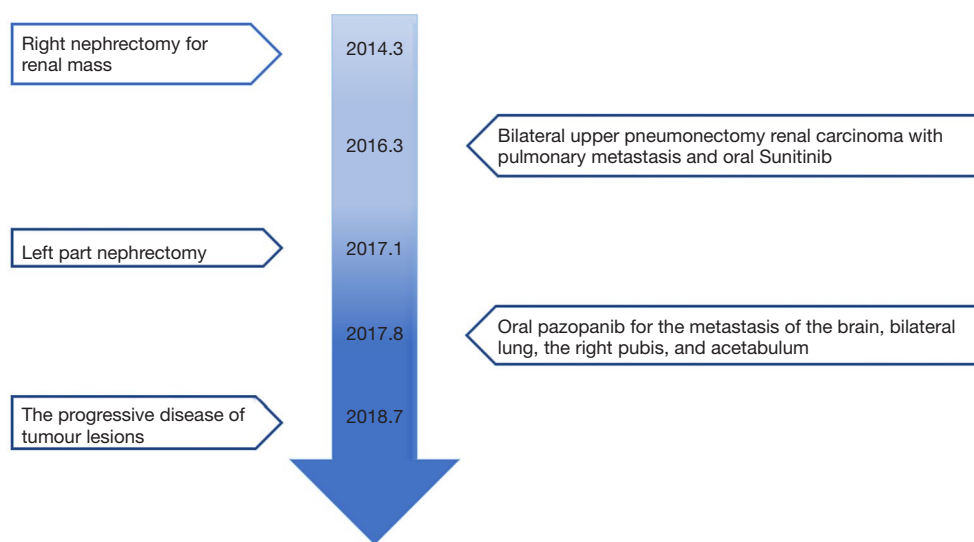 Right nephrectomy for
renal mass
2014.3
2016.3
Bilateral upper pneumonectomy renal carcinoma with
pulmonary metastasis and oral Sunitinib
Left part nephrectomy
2017.1
2017.8
Oral pazopanib for the metastasis of the brain, bilateral
lung, the right pubis, and acetabulum
The progressive disease of
tumour lesions
2018.7